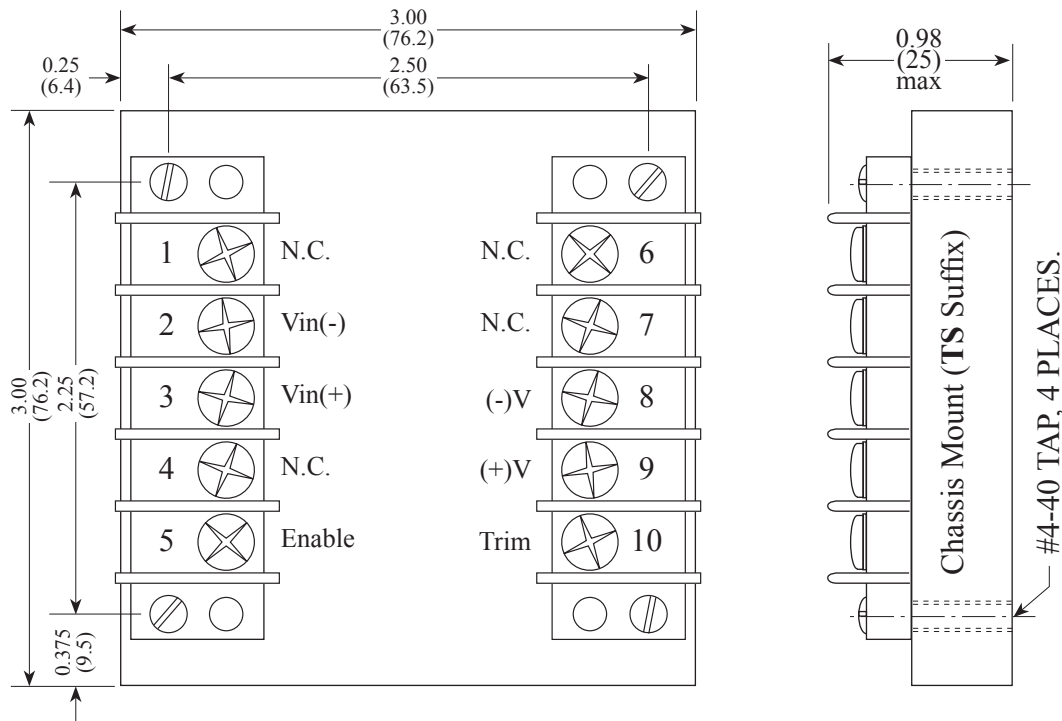 3.00
(76.2)
0.25
(6.4)
2.50
(63.5)
0.98
(25)
max
1 N.C. N.C. 6
2 Vin(-) N.C. 7
3 Vin(+) (-)V 8
4 N.C. (+)V 9
5 Enable Trim 10
3.00
(76.2)
2.25
(57.2)
0.375
(9.5)
Chassis Mount (TS Suffix)
#4-40 TAP, 4 PLACES.